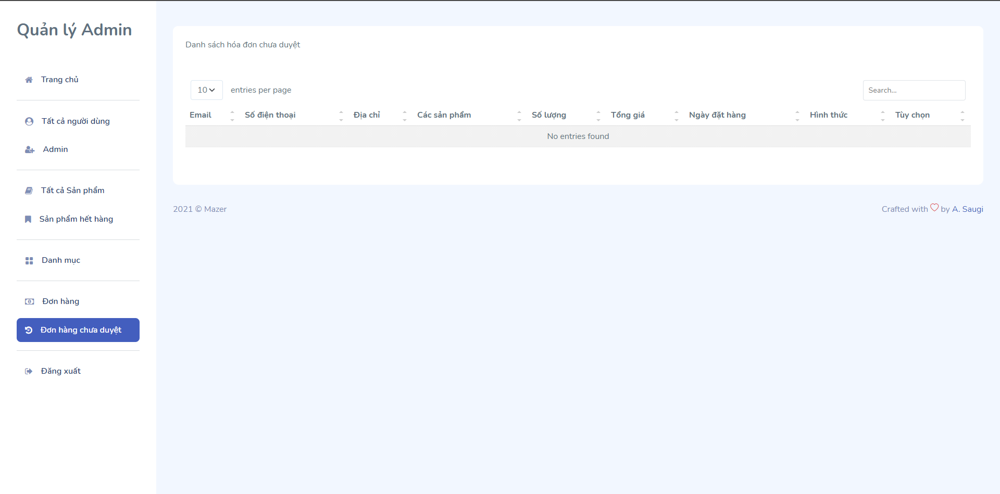 Quản lý Admin
Trang chủ
Tất cả người dùng
Admin
Tất cả Sản phẩm
Sản phẩm hết hàng
Danh mục
Đơn hàng
Đơn hàng chưa duyệt
Đăng xuất
Danh sách hóa đơn chưa duyệt
10 entries per page
Search...
Email Số điện thoại Địa chỉ Các sản phẩm Số lượng Tổng giá Ngày đặt hàng Hình thức Tùy chọn
No entries found
2021 © Mazer
Crafted with by A. Saugi